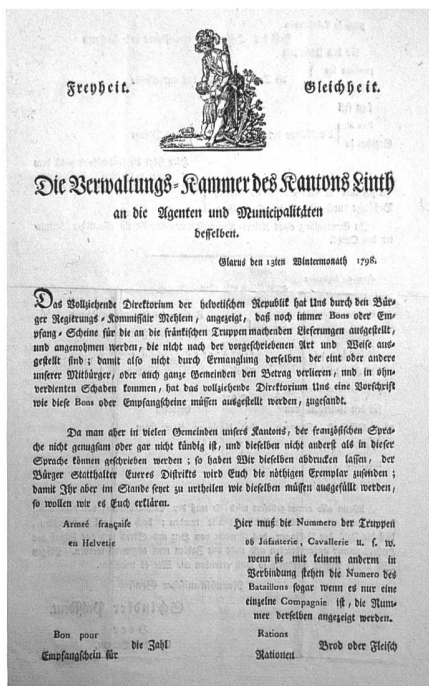 Freyheit. Gleichheit.
Die Verwaltungs-Kammer des Kantons Linth
an die Agenten und Municipalitäten
desselben.
Glarus den 13ten Wintermonath 1798.
Das Vollziehende Direktorium der helvetischen Republik hat Uns durch den Bür-
ger Regierungs-Kommissair Mehlem, angezeigt, daß noch immer Bons oder Em-
pfang-Scheine für die an die fränkischen Truppen machenden Lieferungen ausgestellt,
und angenommen werden, die nicht nach der vorgeschriebenen Art und Weise aus-
gestellt sind; damit also nicht durch Ermanglung derselben der eint oder andere
unserer Mitbürger, oder auch ganze Gemeinden den Betrag verlieren, und in ohn-
verdienten Schaden kommen, hat das vollziehende Direktorium Uns eine Vorschrift
wie diese Bons oder Empfangscheine müssen ausgestellt werden, zugesandt.
Da man aber in vielen Gemeinden unsers Kantons, der französischen Spra-
che nicht genugsam oder gar nicht kündig ist, und dieselben nicht anderst als in dieser
Sprache können geschrieben werden; so haben Wir dieselben abdrucken lassen, der
Bürger Statthalter Eueres Distrikts wird Euch die nöthigen Exemplar zusenden;
damit Ihr aber im Stande seyet zu urtheilen wie dieselben müssen ausgefüllt werden,
so wollen wir es Euch erklären.
Armeé française
en Helvetie
Hier muß die Nummero der Truppen
ob Infanterie, Cavallerie u. s. w.
wenn sie mit keinem andern in
Verbindung stehen die Numero des
Bataillons sogar wenn es nur eine
einzelne Compagnie ist, die Num-
mer derselben angezeigt werden.
Bon pour
Empfangschein für
die Zahl
Rations
Rationen
Brod oder Fleisch